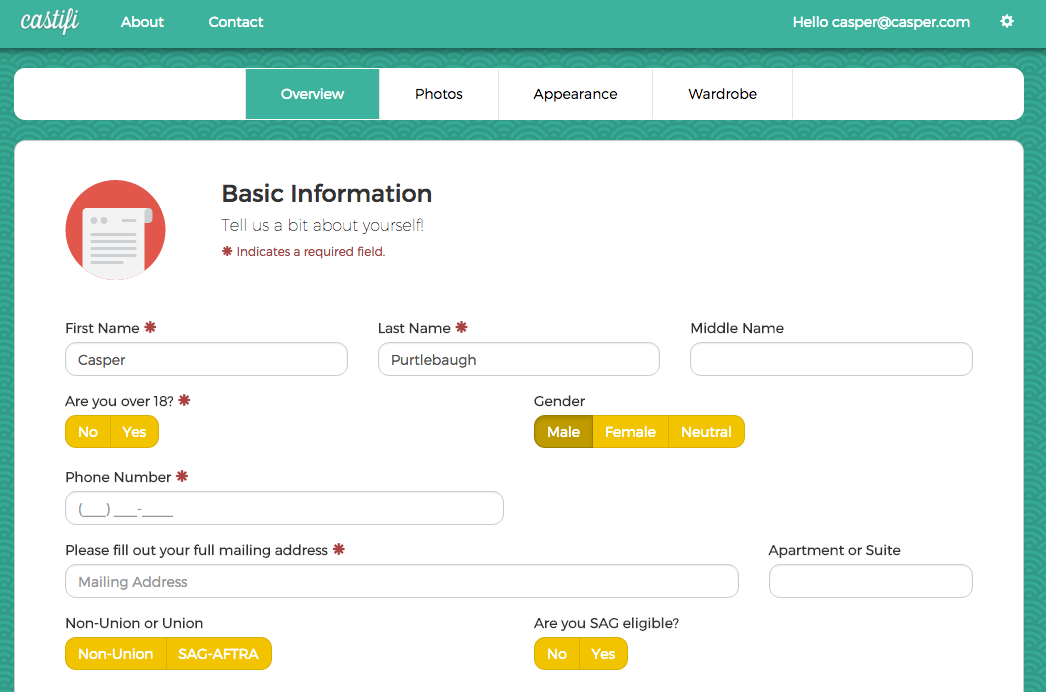 castifi About Contact Hello casper@casper.com
Overview Photos Appearance Wardrobe
Basic Information
Tell us a bit about yourself!
✱ Indicates a required field.
First Name ✱ Last Name ✱ Middle Name
Casper Purtlebaugh
Are you over 18? ✱ Gender
No Yes Male Female Neutral
Phone Number ✱
(___) ___-____
Please fill out your full mailing address ✱ Apartment or Suite
Mailing Address
Non-Union or Union Are you SAG eligible?
Non-Union SAG-AFTRA No Yes